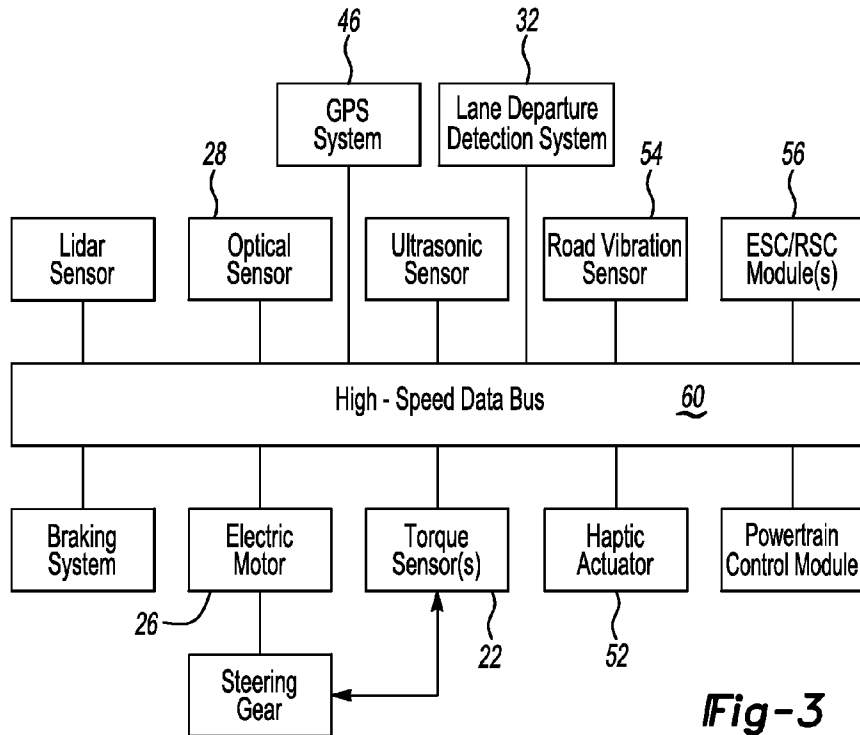 46
32
GPS
System
Lane Departure
Detection System
28
54
56
Lidar
Sensor
Optical
Sensor
Ultrasonic
Sensor
Road Vibration
Sensor
ESC/RSC
Module(s)
High - Speed Data Bus 60
Braking
System
Electric
Motor
Torque
Sensor(s)
Haptic
Actuator
Powertrain
Control Module
26
22
52
Steering
Gear
Fig-3